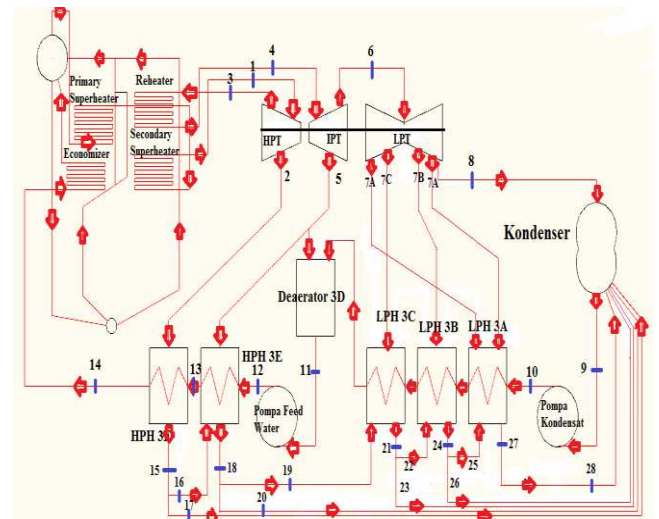 4
6
1
3
Primary
Superheater
Reheater
Secondary
Superheater
Economizer
HPT
IPT
LPT
2
5
7A
7C
7B
7A
8
Kondenser
Deaerator 3D
LPH 3C
LPH 3B
LPH 3A
14
13
HPH 3E
12
11
10
9
Pompa Feed
Water
Pompa
Kondensat
15
16
17
18
19
20
21
22
23
24
25
26
27
28